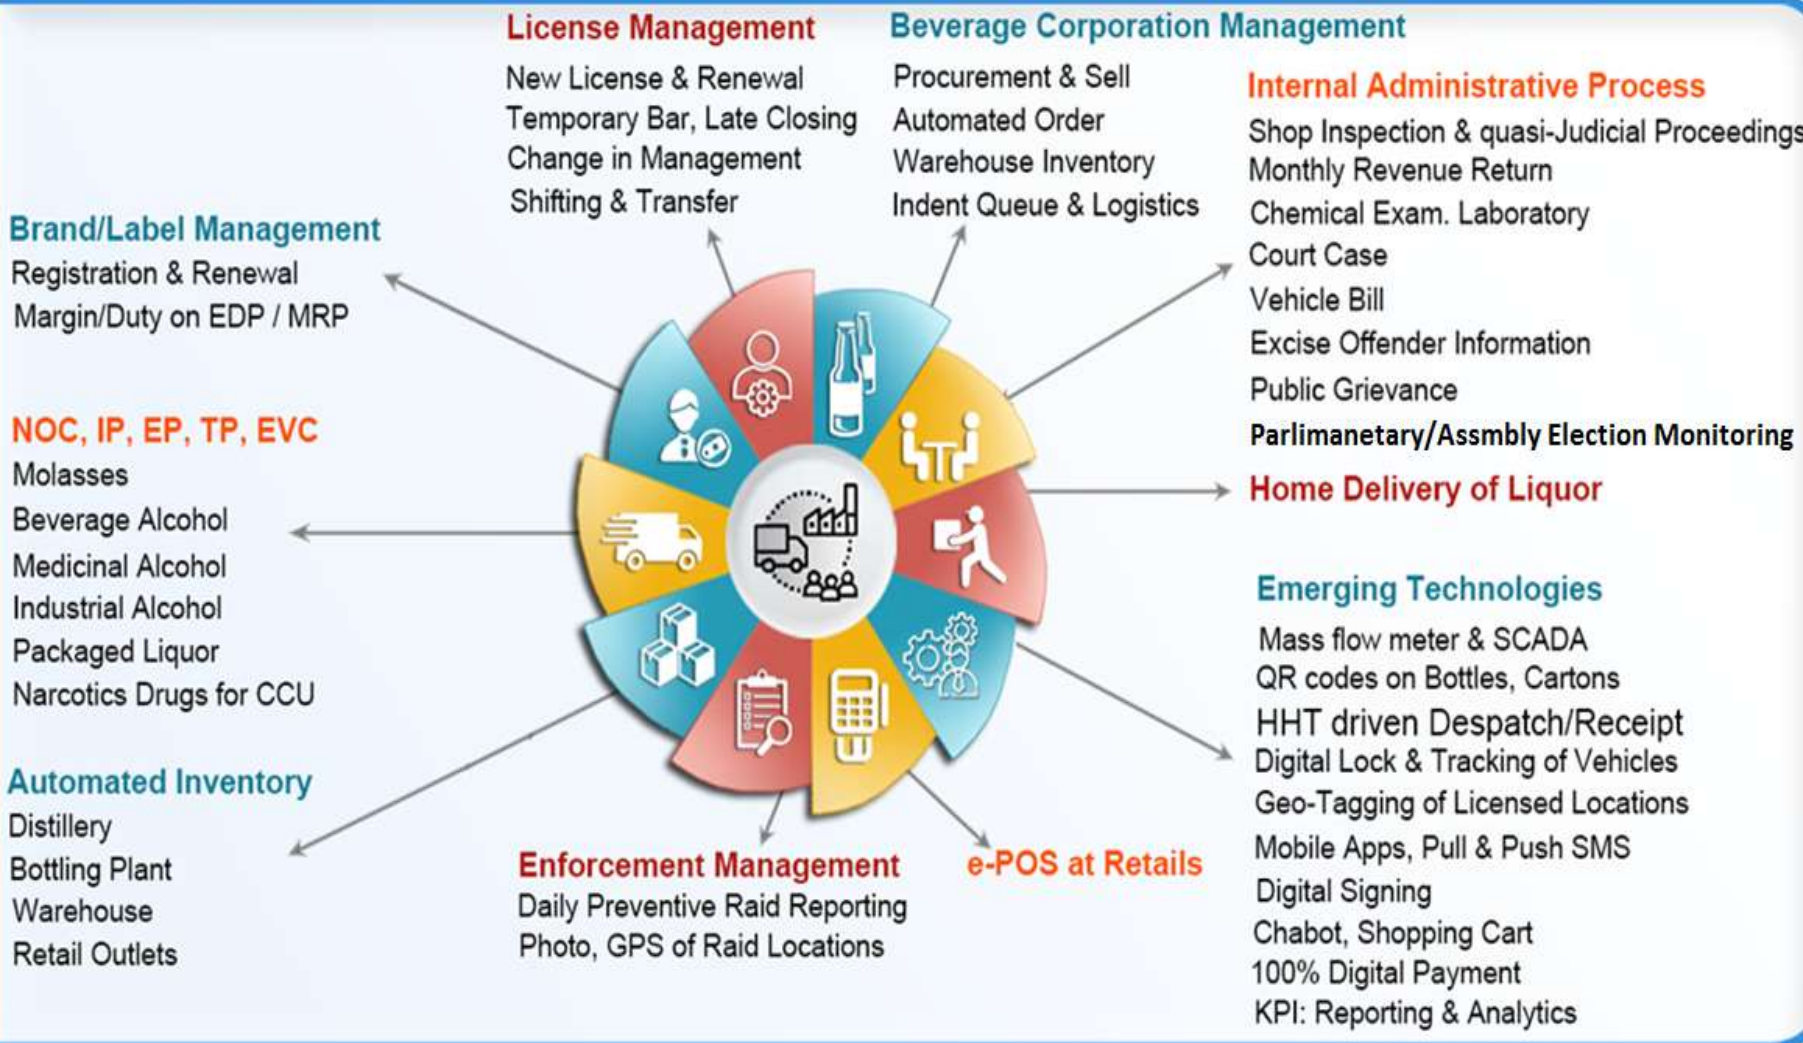 License Management
New License & Renewal
Temporary Bar, Late Closing
Change in Management
Shifting & Transfer
Beverage Corporation Management
Procurement & Sell
Automated Order
Warehouse Inventory
Indent Queue & Logistics
Internal Administrative Process
Shop Inspection & quasi-Judicial Proceedings
Monthly Revenue Return
Chemical Exam. Laboratory
Court Case
Vehicle Bill
Excise Offender Information
Public Grievance
Parlimanetary/Assmbly Election Monitoring
Home Delivery of Liquor
Emerging Technologies
Mass flow meter & SCADA
QR codes on Bottles, Cartons
HHT driven Despatch/Receipt
Digital Lock & Tracking of Vehicles
Geo-Tagging of Licensed Locations
Mobile Apps, Pull & Push SMS
Digital Signing
Chabot, Shopping Cart
100% Digital Payment
KPI: Reporting & Analytics
e-POS at Retails
Enforcement Management
Daily Preventive Raid Reporting
Photo, GPS of Raid Locations
Brand/Label Management
Registration & Renewal
Margin/Duty on EDP / MRP
NOC, IP, EP, TP, EVC
Molasses
Beverage Alcohol
Medicinal Alcohol
Industrial Alcohol
Packaged Liquor
Narcotics Drugs for CCU
Automated Inventory
Distillery
Bottling Plant
Warehouse
Retail Outlets